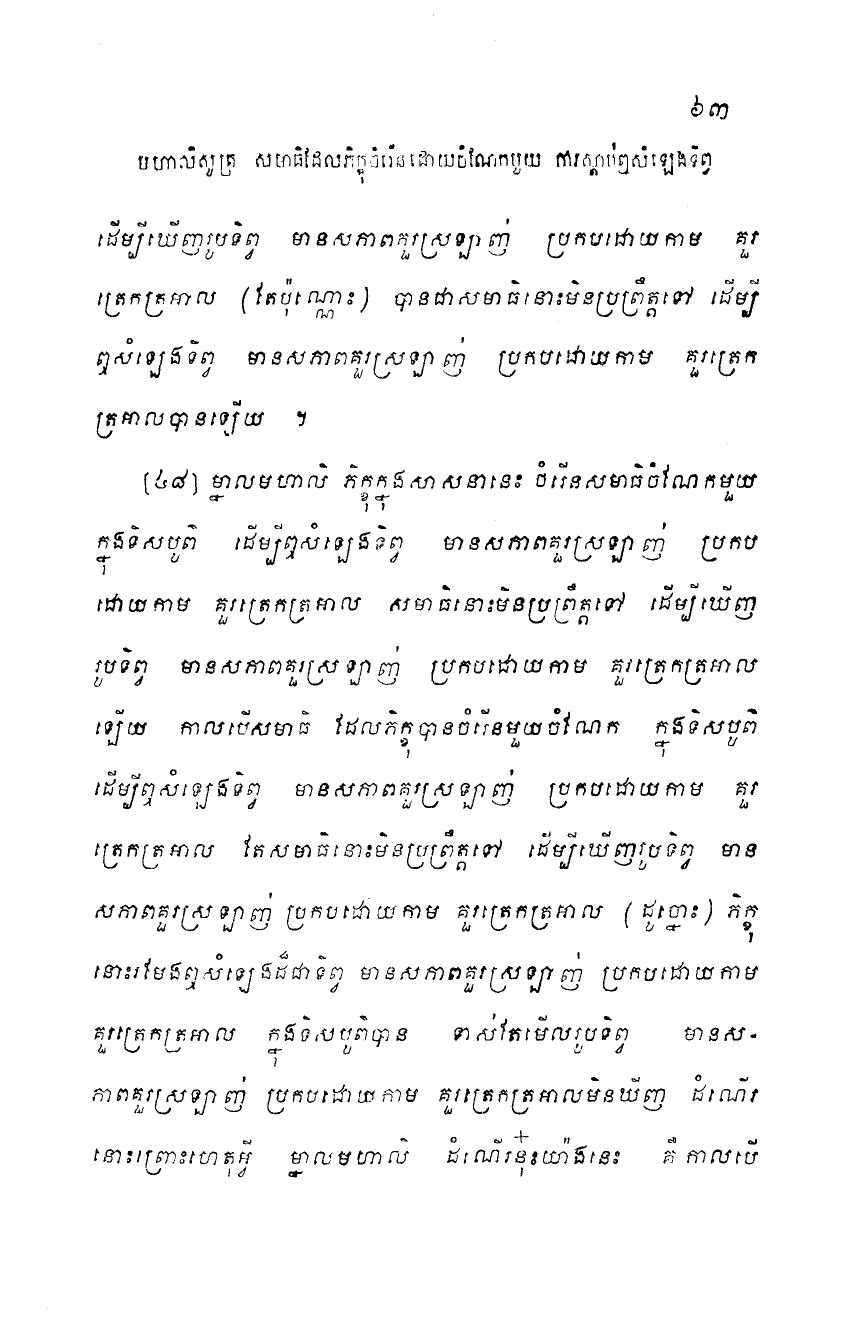 ៦៣
មហាលិសូត្រ សមាធិដែលភិក្ខុចំរើនដោយចំណែកមួយ ការស្តាប់ឮសំឡេងទិព្វ
ដើម្បីឃើញរូបទិព្វ មានសភាពគួរស្រឡាញ់ ប្រកបដោយកាម គួរ
ត្រេកត្រអាល (តែប៉ុណ្ណោះ) បានជាសមាធិនោះមិនប្រព្រឹត្តទៅ ដើម្បី
ឮសំឡេងទិព្វ មានសភាពគួរស្រឡាញ់ ប្រកបដោយកាម គួរត្រេក
ត្រអាលបានឡើយ ។
[៤៨] ម្នាលមហាលិ ភិក្ខុក្នុងសាសនានេះ ចំរើនសមាធិចំណែកមួយ
ក្នុងទិសបូព៌ ដើម្បីឮសំឡេងទិព្វ មានសភាពគួរស្រឡាញ់ ប្រកប
ដោយកាម គួរត្រេកត្រអាល សមាធិនោះមិនប្រព្រឹត្តទៅ ដើម្បីឃើញ
រូបទិព្វ មានសភាពគួរស្រឡាញ់ ប្រកបដោយកាម គួរត្រេកត្រអាល
ឡើយ កាលបើសមាធិ ដែលភិក្ខុបានចំរើនមួយចំណែក ក្នុងទិសបូព៌
ដើម្បីឮសំឡេងទិព្វ មានសភាពគួរស្រឡាញ់ ប្រកបដោយកាម គួរ
ត្រេកត្រអាល តែសមាធិនោះមិនប្រព្រឹត្តទៅ ដើម្បីឃើញរូបទិព្វ មាន
សភាពគួរស្រឡាញ់ ប្រកបដោយកាម គួរត្រេកត្រអាល (ដូច្នោះ) ភិក្ខុ
នោះរមែងឮសំឡេងដ៏ជាទិព្វ មានសភាពគួរស្រឡាញ់ ប្រកបដោយកាម
គួរត្រេកត្រអាល ក្នុងទិសបូព៌បាន ទាស់តែមើលរូបទិព្វ មានស-
ភាពគួរស្រឡាញ់ ប្រកបដោយកាម គួរត្រេកត្រអាលមិនឃើញ ដំណើរ
នោះព្រោះហេតុអ្វី ម្នាលមហាលិ ដំណើរនុ៎ះយ៉ាងនេះ គឺ កាលបើ